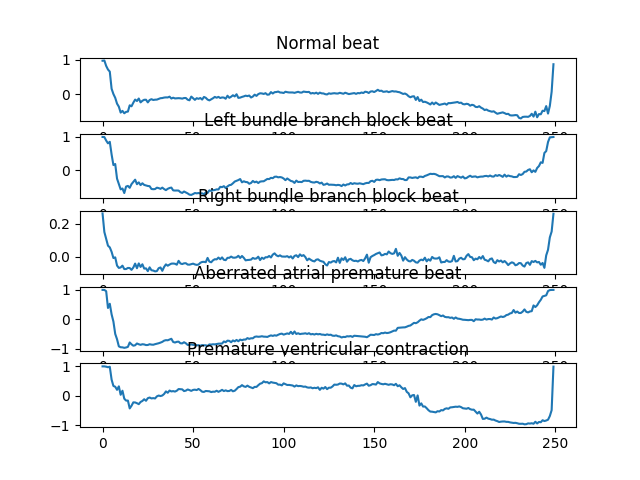 Normal beat
1
0
Left bundle branch block beat
1
0
Right bundle branch block beat
0.2
0.0
Aberrated atrial premature beat
1
0
−1
Premature ventricular contraction
1
0
−1
0 50 100 150 200 250